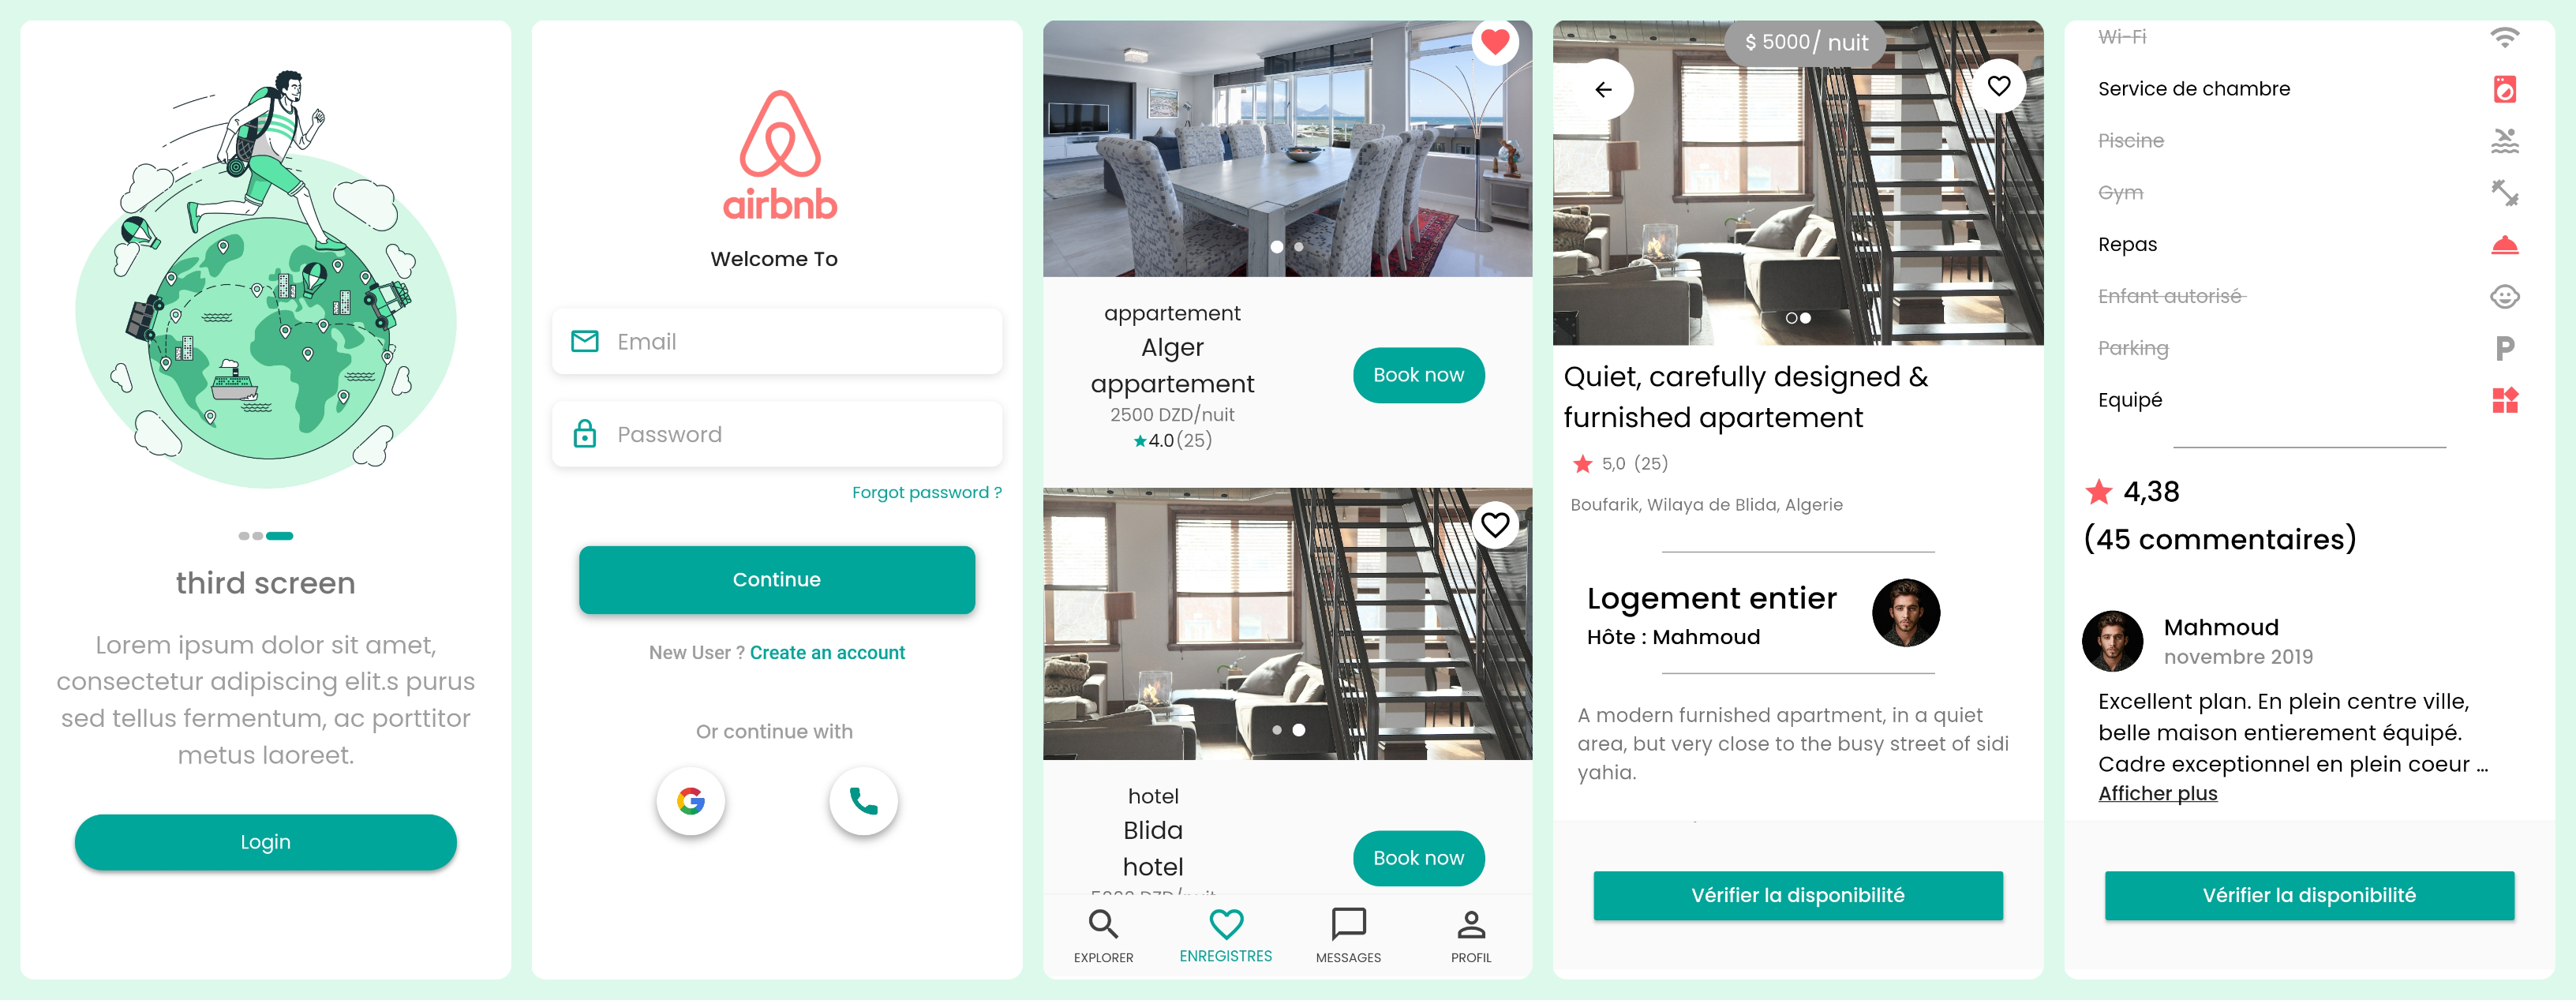 third screen
Lorem ipsum dolor sit amet,
consectetur adipiscing elit.s purus
sed tellus fermentum, ac porttitor
metus laoreet.
Login
airbnb
Welcome To
Email
Password
Forgot password ?
Continue
New User ? Create an account
Or continue with
appartement
Alger
appartement
2500 DZD/nuit
4.0(25)
Book now
hotel
Blida
hotel
5000 DZD/nuit
Book now
EXPLORER
ENREGISTRES
MESSAGES
PROFIL
$ 5000/ nuit
Quiet, carefully designed &
furnished apartement
5,0 (25)
Boufarik, Wilaya de Blida, Algerie
Logement entier
Hôte : Mahmoud
A modern furnished apartment, in a quiet
area, but very close to the busy street of sidi
yahia.
Vérifier la disponibilité
Wi-Fi
Service de chambre
Piscine
Gym
Repas
Enfant autorisé
Parking
P
Equipé
4,38
(45 commentaires)
Mahmoud
novembre 2019
Excellent plan. En plein centre ville,
belle maison entierement équipé.
Cadre exceptionnel en plein coeur ...
Afficher plus
Vérifier la disponibilité